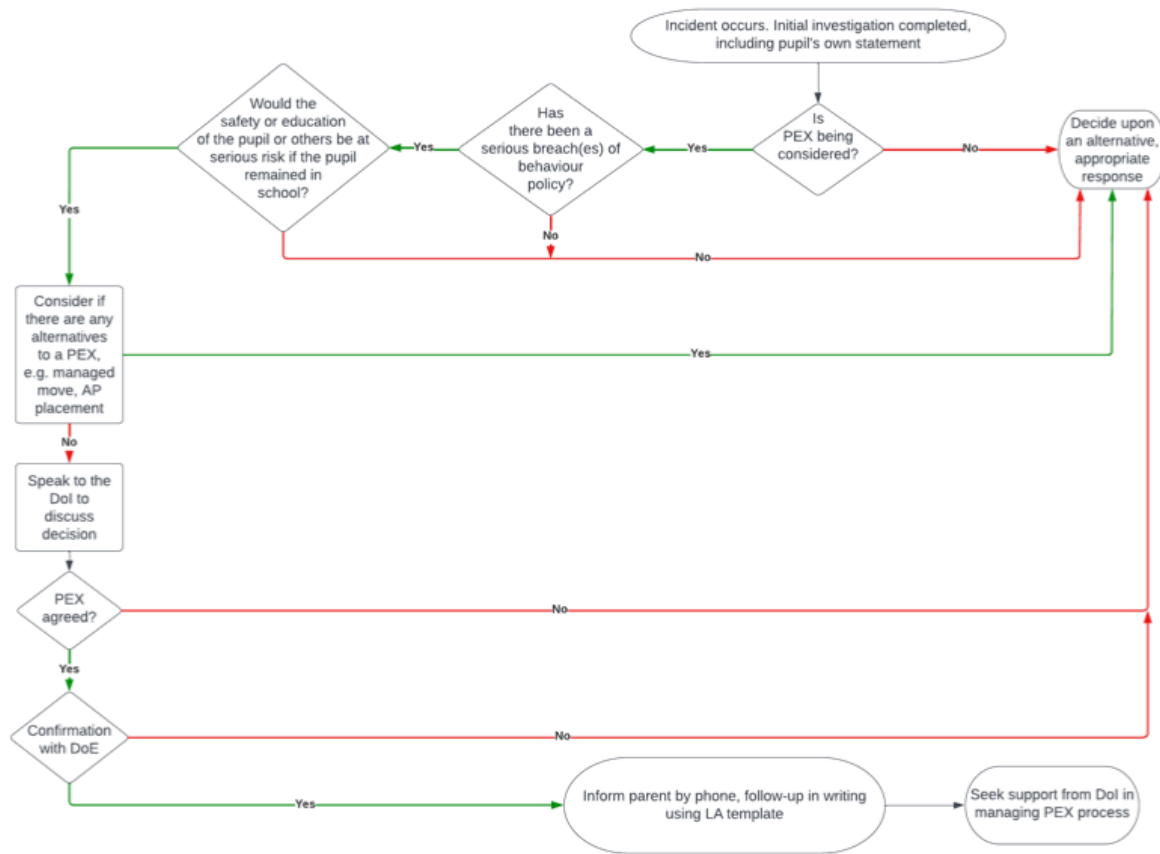 Incident occurs. Initial investigation completed,
including pupil's own statement
Is
PEX being
considered?
No
Decide upon
an alternative,
appropriate
response
Yes
Has
there been a
serious breach(es) of
behaviour
policy?
No
Yes
Would the
safety or education
of the pupil or others be at
serious risk if the pupil
remained in
school?
No
Yes
Consider if
there are any
alternatives
to a PEX,
e.g. managed
move, AP
placement
Yes
No
Speak to the
DoI to
discuss
decision
PEX
agreed?
No
Yes
Confirmation
with DoE
No
Yes
Inform parent by phone, follow-up in writing
using LA template
Seek support from DoI in
managing PEX process